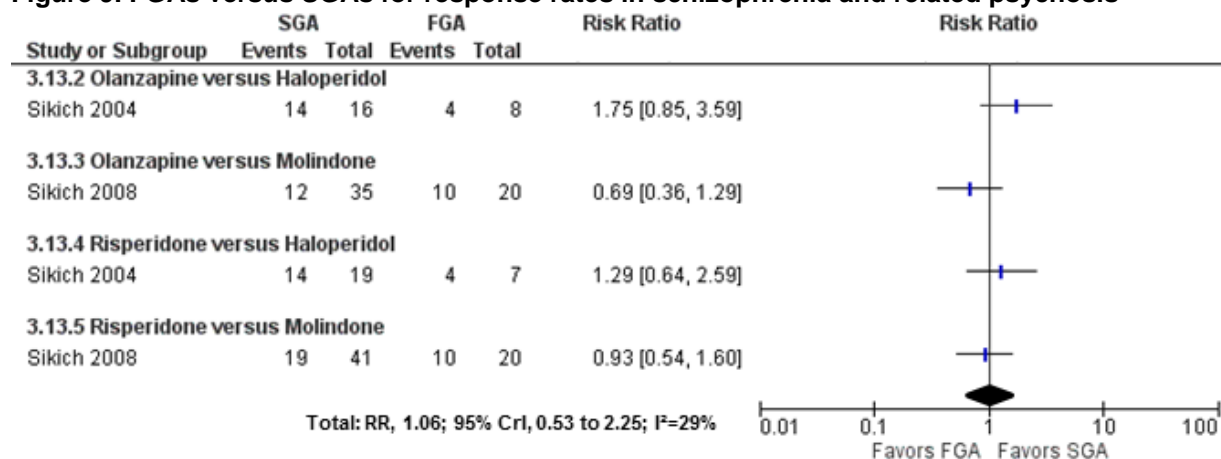 Figure 3. FGAs versus SGAs for response rates in schizophrenia and related psychosis
SGA FGA Risk Ratio Risk Ratio
Study or Subgroup Events Total Events Total
3.13.2 Olanzapine versus Haloperidol
Sikich 2004 14 16 4 8 1.75 [0.85, 3.59]
3.13.3 Olanzapine versus Molindone
Sikich 2008 12 35 10 20 0.69 [0.36, 1.29]
3.13.4 Risperidone versus Haloperidol
Sikich 2004 14 19 4 7 1.29 [0.64, 2.59]
3.13.5 Risperidone versus Molindone
Sikich 2008 19 41 10 20 0.93 [0.54, 1.60]
Total: RR, 1.06; 95% CrI, 0.53 to 2.25; I²=29%
0.01 0.1 1 10 100
Favors FGA Favors SGA